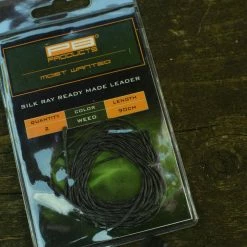 PB
PRODUCTS
MOST WANTED
SILK RAY READY MADE LEADER
QUANTITY COLOR LENGTH
2 WEED 90CM